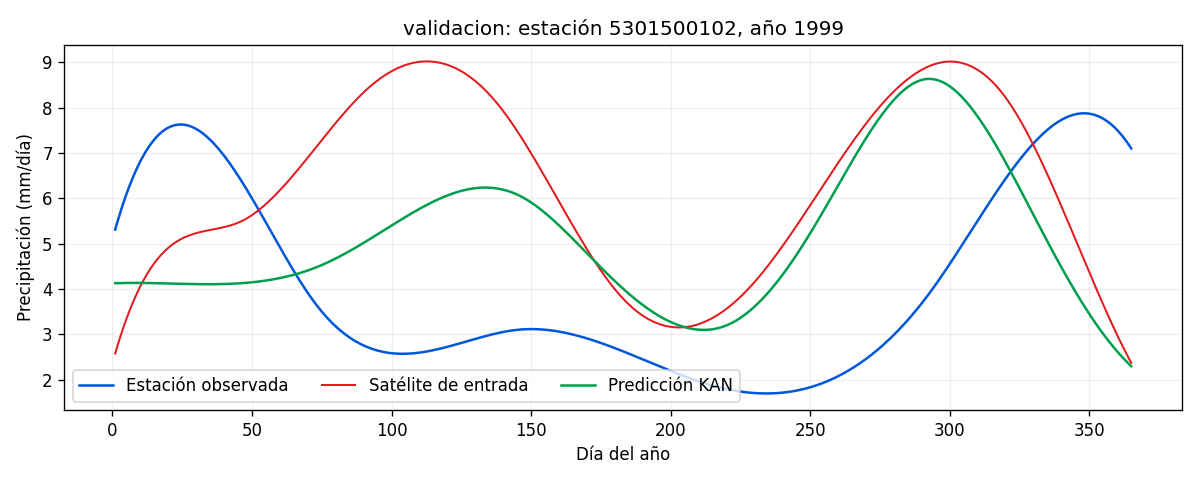 validacion: estación 5301500102, año 1999
Precipitación (mm/día)
9
8
7
6
5
4
3
2
Estación observada Satélite de entrada Predicción KAN
0 50 100 150 200 250 300 350
Día del año